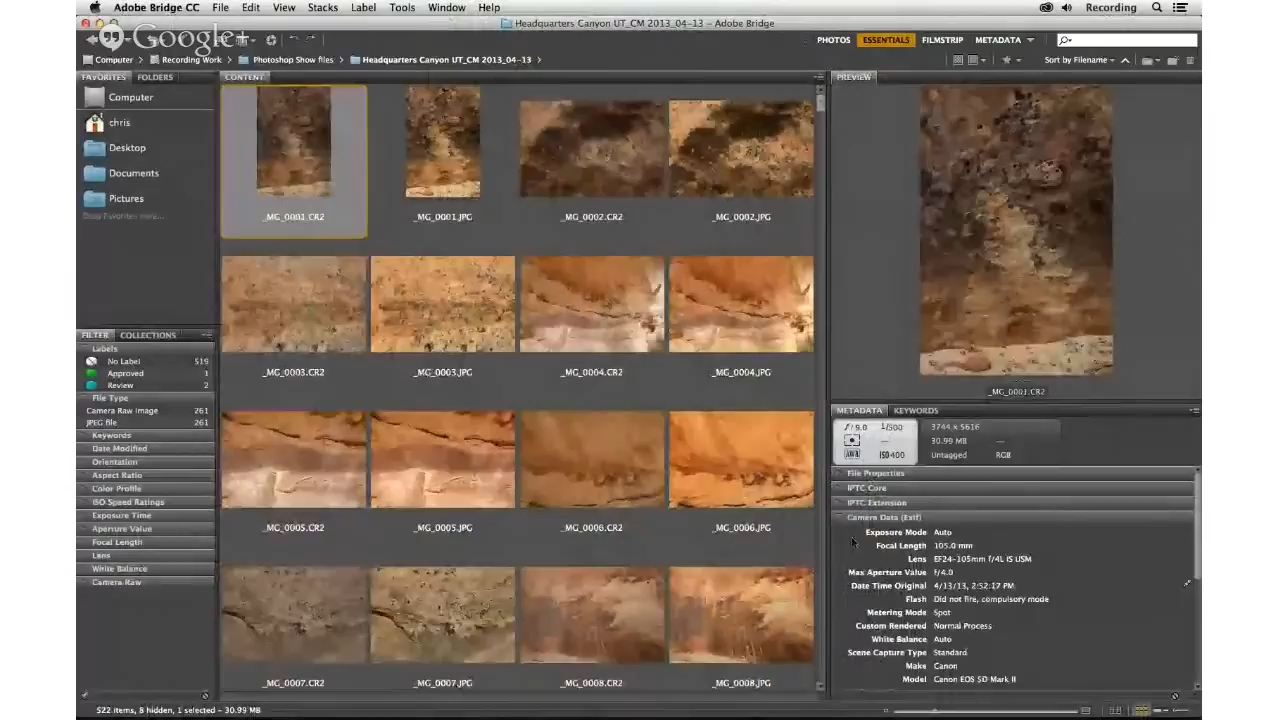 Adobe Bridge CC File Edit View Stacks Label Tools Window Help Recording
Headquarters Canyon UT_CM 2013_04-13 – Adobe Bridge
Google+
PHOTOS ESSENTIALS FILMSTRIP METADATA
Computer Recording Work Photoshop Show files Headquarters Canyon UT_CM 2013_04-13
Sort by Filename
FAVORITES FOLDERS
Computer
chris
Desktop
Documents
Pictures
Drag Favorites Here...
FILTER COLLECTIONS
Labels
No Label 519
Approved 1
Review 2
File Type
Camera Raw image 261
JPEG file 261
Keywords
Date Modified
Orientation
Aspect Ratio
Color Profile
ISO Speed Ratings
Exposure Time
Aperture Value
Focal Length
Lens
White Balance
Camera Raw
CONTENT
_MG_0001.CR2 _MG_0001.JPG _MG_0002.CR2 _MG_0002.JPG
_MG_0003.CR2 _MG_0003.JPG _MG_0004.CR2 _MG_0004.JPG
_MG_0005.CR2 _MG_0005.JPG _MG_0006.CR2 _MG_0006.JPG
_MG_0007.CR2 _MG_0007.JPG _MG_0008.CR2 _MG_0008.JPG
PREVIEW
_MG_0001.CR2
METADATA KEYWORDS
f/9.0 1/500 3744 x 5616
-- 30.99 MB --
AWB ISO400 Untagged RGB
File Properties
IPTC Core
IPTC Extension
Camera Data (Exif)
Exposure Mode Auto
Focal Length 105.0 mm
Lens EF24-105mm f/4L IS USM
Max Aperture Value f/4.0
Date Time Original 4/13/13, 2:52:17 PM
Flash Did not fire, compulsory mode
Metering Mode Spot
Custom Rendered Normal Process
White Balance Auto
Scene Capture Type Standard
Make Canon
Model Canon EOS 5D Mark II
522 items, 8 hidden, 1 selected – 30.99 MB